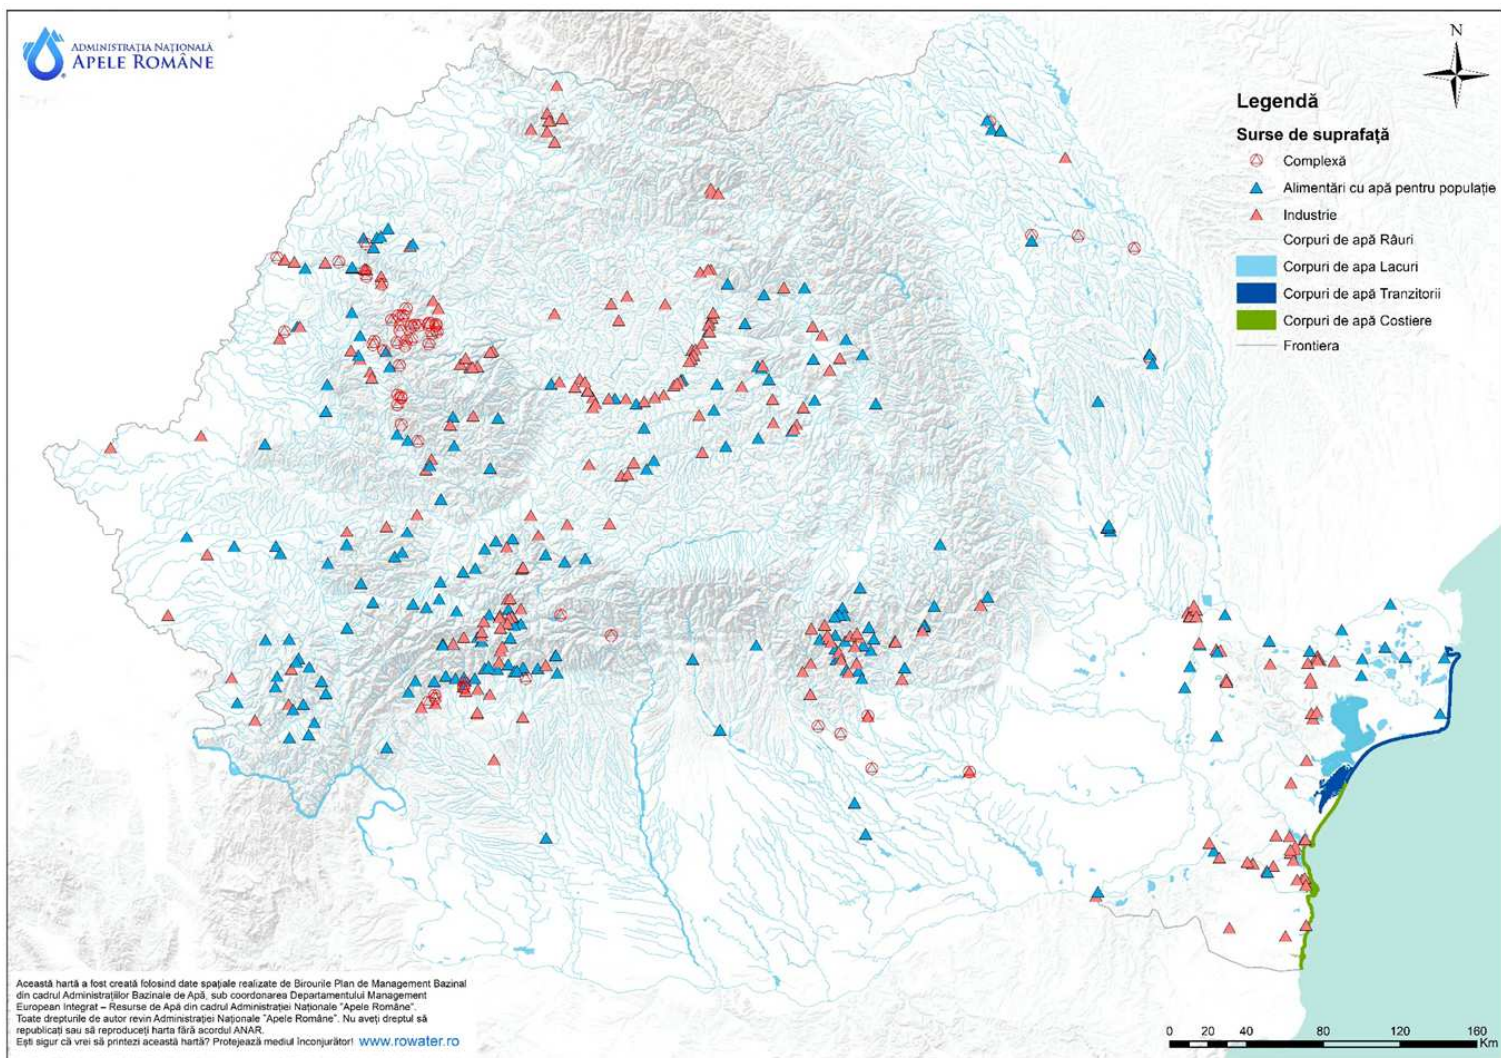 ADMINISTRAȚIA NAȚIONALĂ
APELE ROMÂNE
N
Legendă
Surse de suprafață
Complexă
Alimentări cu apă pentru populație
Industrie
Corpuri de apă Râuri
Corpuri de apa Lacuri
Corpuri de apă Tranzitorii
Corpuri de apă Costiere
Frontiera
Această hartă a fost creată folosind date spațiale realizate de Birourile Plan de Management Bazinal
din cadrul Administrațiilor Bazinale de Apă, sub coordonarea Departamentului Management
European Integrat – Resurse de Apă din cadrul Administrației Naționale "Apele Române".
Toate drepturile de autor revin Administrației Naționale "Apele Române". Nu aveți dreptul să
republicați sau să reproduceți harta fără acordul ANAR.
Ești sigur că vrei să printezi această hartă? Protejează mediul înconjurător! www.rowater.ro
0 20 40 80 120 160
Km